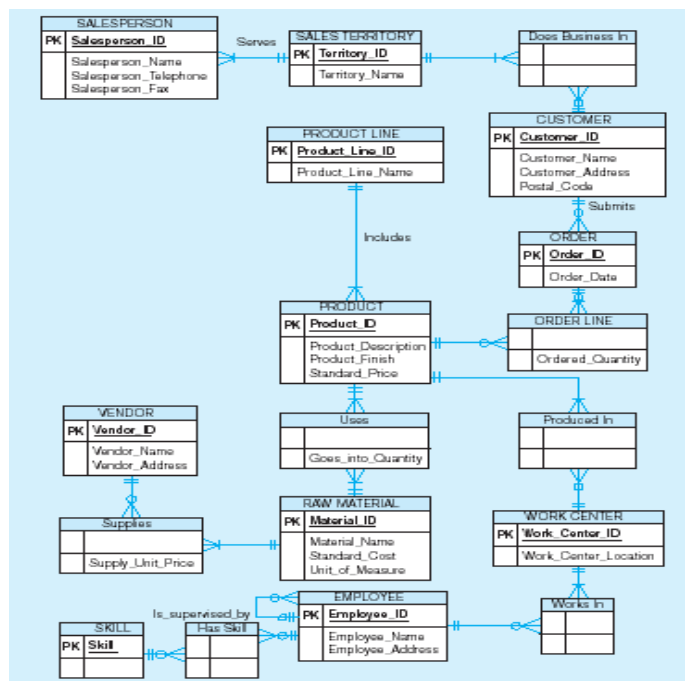 SALESPERSON
PK Salesperson_ID
Salesperson_Name
Salesperson_Telephone
Salesperson_Fax
Serves
SALES TERRITORY
PK Territory_ID
Territory_Name
Does Business In
PRODUCT LINE
PK Product_Line_ID
Product_Line_Name
CUSTOMER
PK Customer_ID
Customer_Name
Customer_Address
Postal_Code
Submits
Includes
ORDER
PK Order_ID
Order_Date
PRODUCT
PK Product_ID
Product_Description
Product_Finish
Standard_Price
ORDER LINE
Ordered_Quantity
VENDOR
PK Vendor_ID
Vendor_Name
Vendor_Address
Uses
Goes_into_Quantity
Produced In
Supplies
Supply_Unit_Price
RAW MATERIAL
PK Material_ID
Material_Name
Standard_Cost
Unit_of_Measure
WORK CENTER
PK Work_Center_ID
Work_Center_Location
Is_supervised_by
EMPLOYEE
PK Employee_ID
Employee_Name
Employee_Address
Works In
SKILL
PK Skill
Has Skill